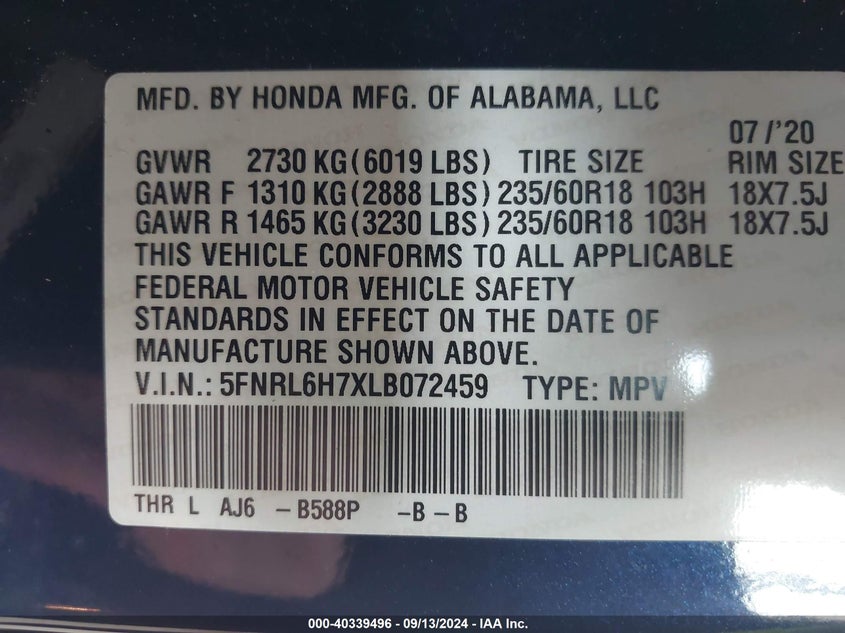 MFD. BY HONDA MFG. OF ALABAMA, LLC
07/'20
GVWR 2730 KG(6019 LBS) TIRE SIZE RIM SIZE
GAWR F 1310 KG(2888 LBS) 235/60R18 103H 18X7.5J
GAWR R 1465 KG(3230 LBS) 235/60R18 103H 18X7.5J
THIS VEHICLE CONFORMS TO ALL APPLICABLE
FEDERAL MOTOR VEHICLE SAFETY
STANDARDS IN EFFECT ON THE DATE OF
MANUFACTURE SHOWN ABOVE.
V.I.N.: 5FNRL6H7XLB072459 TYPE: MPV
THR L AJ6 -B588P -B-B
000-40339496 - 09/13/2024 - IAA Inc.